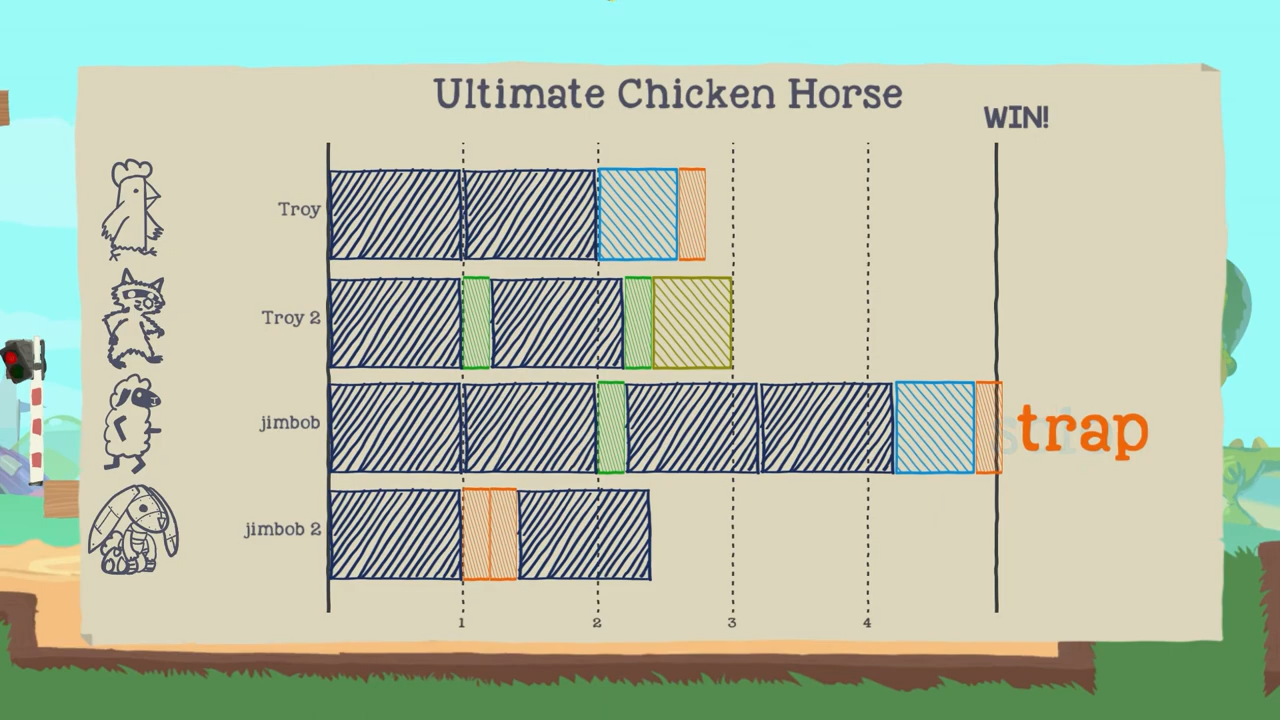 Ultimate Chicken Horse
WIN!
Troy
Troy 2
jimbob
trap
jimbob 2
1 2 3 4